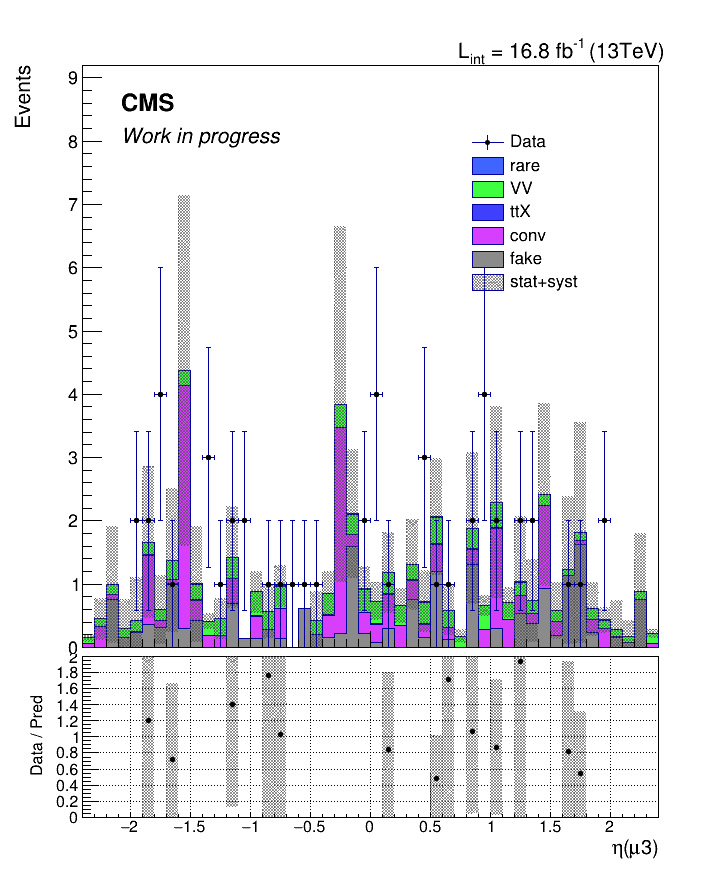 L_int = 16.8 fb^-1 (13TeV)
Events
9
8
7
6
5
4
3
2
1
0
CMS
Work in progress
Data
rare
VV
ttX
conv
fake
stat+syst
Data / Pred
2
1.8
1.6
1.4
1.2
1
0.8
0.6
0.4
0.2
0
−2 −1.5 −1 −0.5 0 0.5 1 1.5 2
η(μ3)